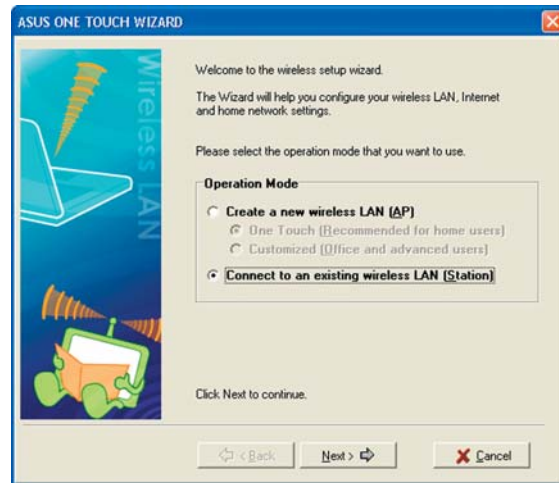 ASUS ONE TOUCH WIZARD
Wireless LAN
Welcome to the wireless setup wizard.
The Wizard will help you configure your wireless LAN, Internet
and home network settings.
Please select the operation mode that you want to use.
Operation Mode
Create a new wireless LAN (AP)
One Touch (Recommended for home users)
Customized (Office and advanced users)
Connect to an existing wireless LAN (Station)
Click Next to continue.
< Back
Next >
Cancel